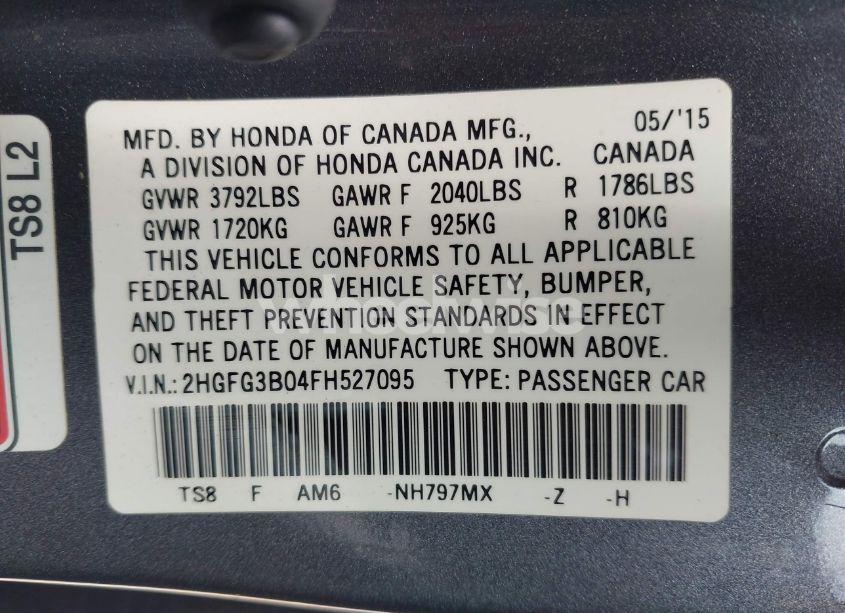 TS8 L2
MFD. BY HONDA OF CANADA MFG., 05/'15
A DIVISION OF HONDA CANADA INC. CANADA
GVWR 3792LBS GAWR F 2040LBS R 1786LBS
GVWR 1720KG GAWR F 925KG R 810KG
THIS VEHICLE CONFORMS TO ALL APPLICABLE
FEDERAL MOTOR VEHICLE SAFETY, BUMPER,
AND THEFT PREVENTION STANDARDS IN EFFECT
ON THE DATE OF MANUFACTURE SHOWN ABOVE.
V.I.N.: 2HGFG3B04FH527095 TYPE: PASSENGER CAR
TS8 F AM6 -NH797MX -Z -H
wheelwise